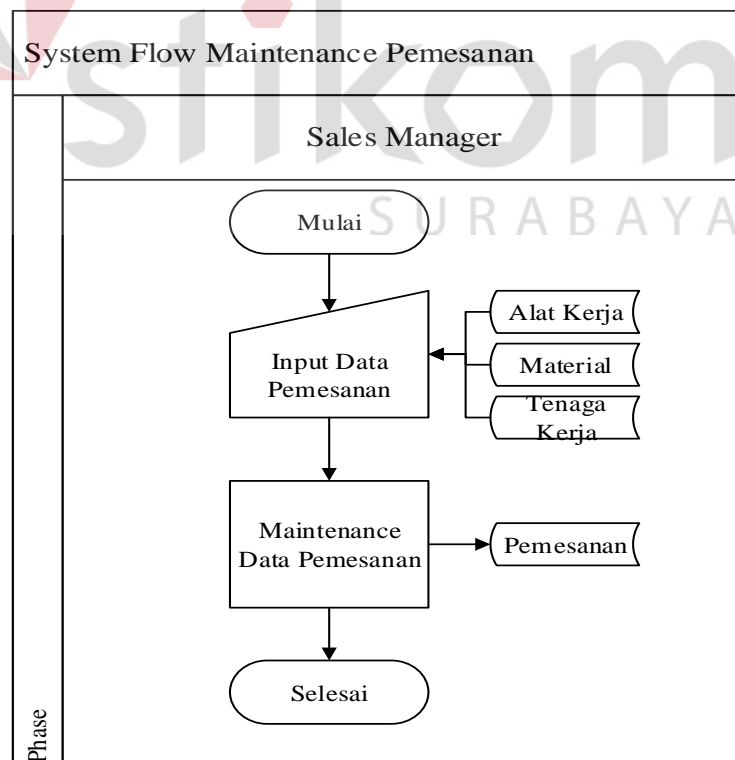 System Flow Maintenance Pemesanan
stikom
SURABAYA
Sales Manager
Mulai
Input Data
Pemesanan
Alat Kerja
Material
Tenaga
Kerja
Maintenance
Data Pemesanan
Pemesanan
Selesai
Phase